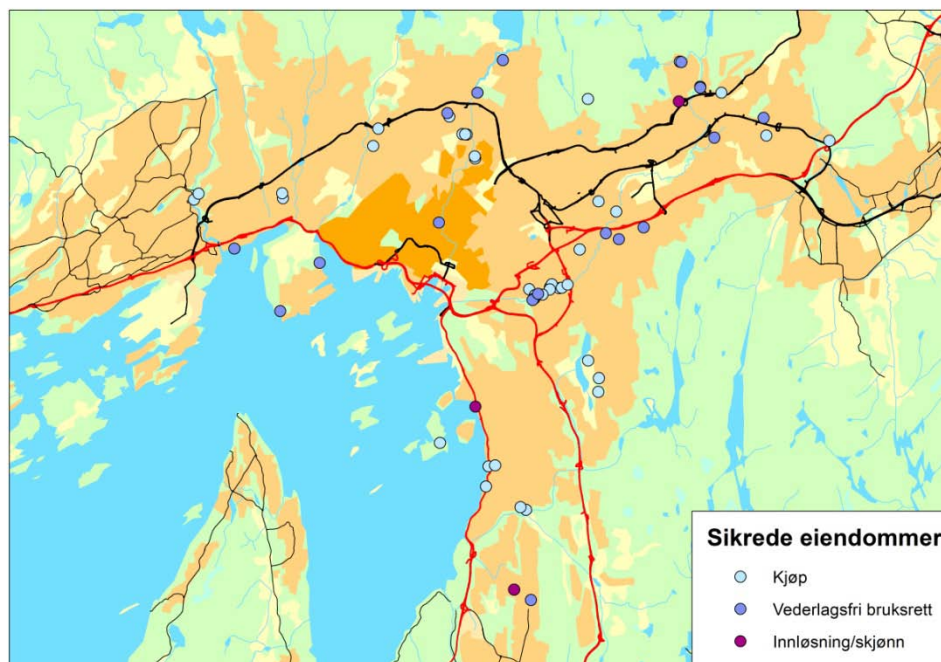 Sikrede eiendommer
Kjøp
Vederlagsfri bruksrett
Innløsning/skjønn